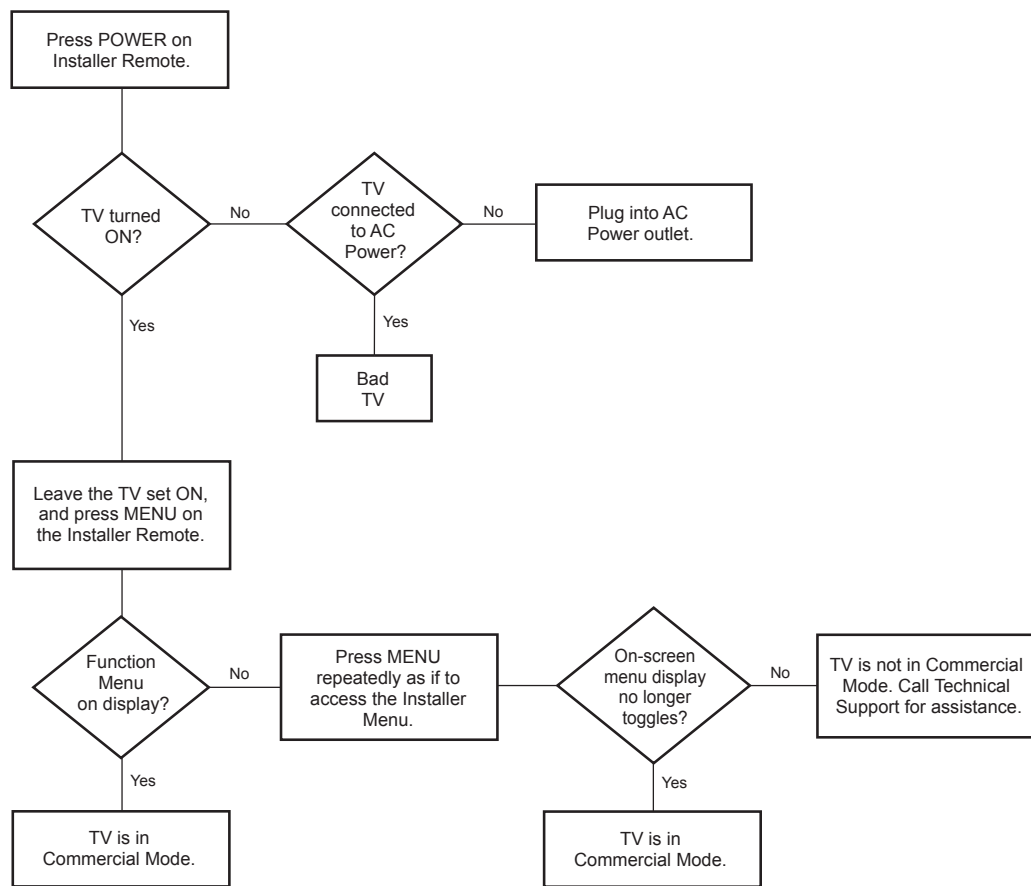 Press POWER on
Installer Remote.
TV turned
ON?
No
TV
connected
to AC
Power?
No
Plug into AC
Power outlet.
Yes
Yes
Bad
TV
Leave the TV set ON,
and press MENU on
the Installer Remote.
Function
Menu
on display?
No
Press MENU
repeatedly as if to
access the Installer
Menu.
On-screen
menu display
no longer
toggles?
No
TV is not in Commercial
Mode. Call Technical
Support for assistance.
Yes
Yes
TV is in
Commercial Mode.
TV is in
Commercial Mode.